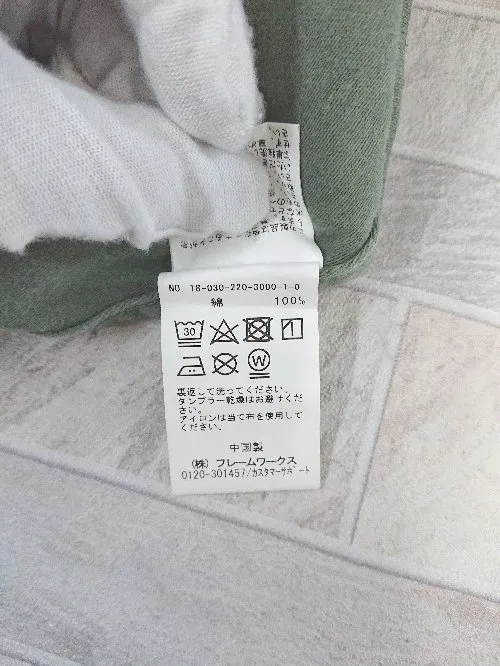 NO. 18-030-220-3000-1-0
綿 100%
30
W
裏返して洗ってください。
タンブラー乾燥はお避けくだ
さい。
アイロンは当て布を使用して
ください。
中国製
(株) フレームワークス
0120-301457/カスタマーサポート